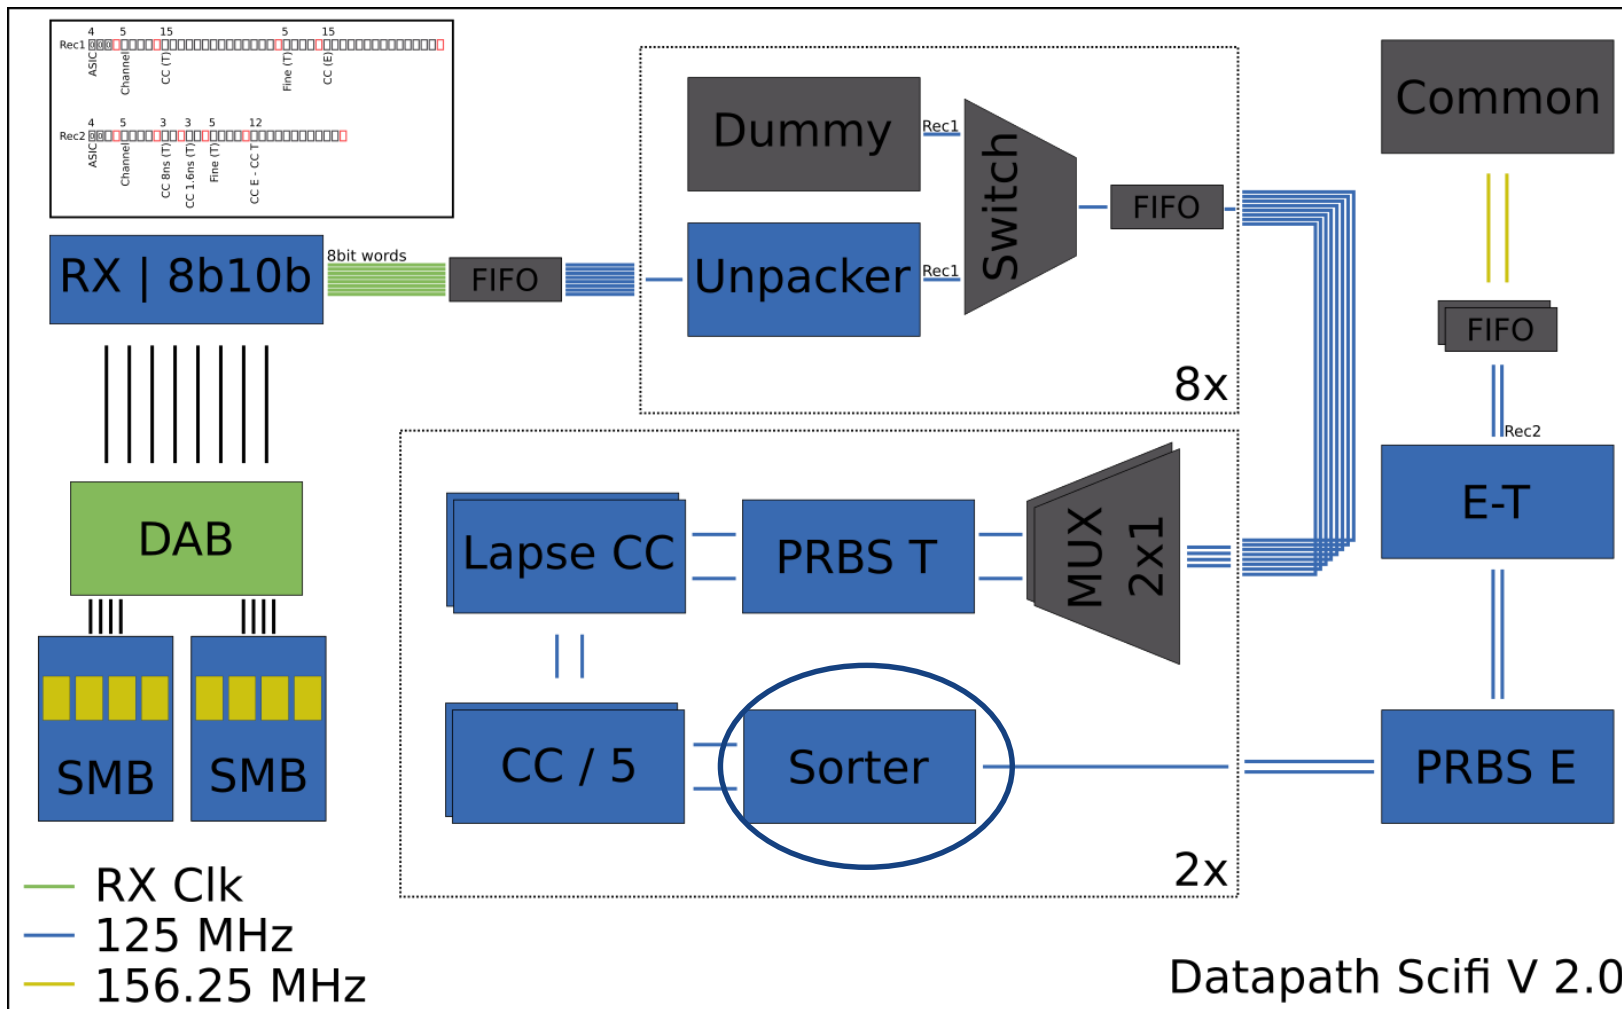 4 5 15 5 15
Rec1
ASIC
Channel
CC (T)
Fine (T)
CC (E)
4 5 3 3 5 12
Rec2
ASIC
Channel
CC 8ns (T)
CC 1.6ns (T)
Fine (T)
CC E - CC T
Dummy
Rec1
Switch
FIFO
Common
RX | 8b10b
8bit words
FIFO
Unpacker
Rec1
8x
FIFO
Rec2
DAB
Lapse CC
PRBS T
MUX
2x1
E-T
SMB
SMB
CC / 5
Sorter
PRBS E
2x
RX Clk
125 MHz
156.25 MHz
Datapath Scifi V 2.0